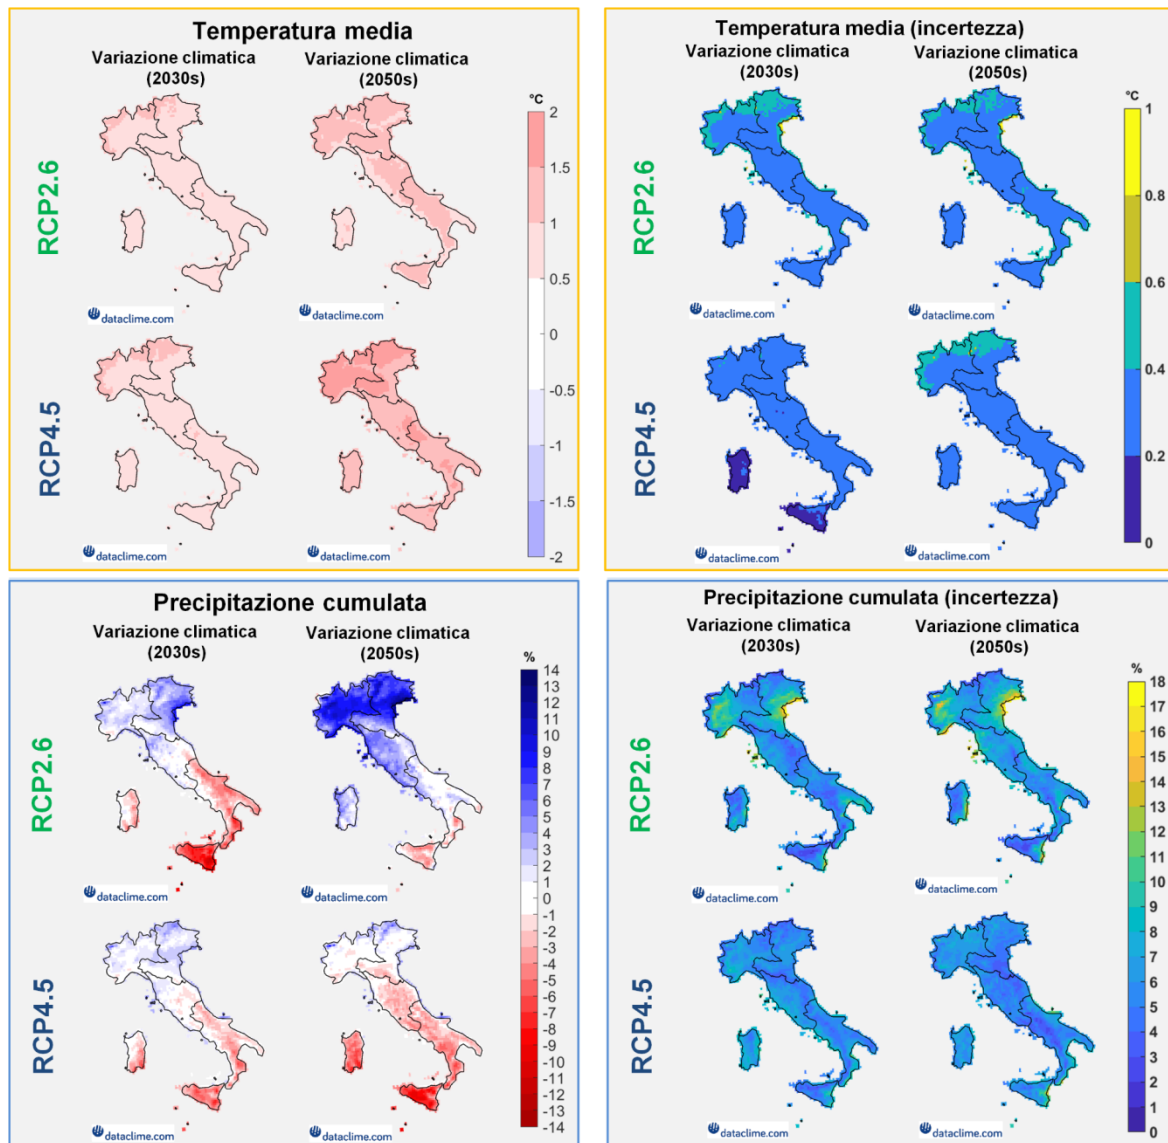 Temperatura media
Variazione climatica
(2030s)
Variazione climatica
(2050s)
°C
2
1.5
1
0.5
0
-0.5
-1
-1.5
-2
RCP2.6
dataclime.com
dataclime.com
RCP4.5
dataclime.com
dataclime.com
Temperatura media (incertezza)
Variazione climatica
(2030s)
Variazione climatica
(2050s)
°C
1
0.8
0.6
0.4
0.2
0
RCP2.6
dataclime.com
dataclime.com
RCP4.5
dataclime.com
dataclime.com
Precipitazione cumulata
Variazione climatica
(2030s)
Variazione climatica
(2050s)
%
14
13
12
11
10
9
8
7
6
5
4
3
2
1
0
-1
-2
-3
-4
-5
-6
-7
-8
-9
-10
-11
-12
-13
-14
RCP2.6
dataclime.com
dataclime.com
RCP4.5
dataclime.com
dataclime.com
Precipitazione cumulata (incertezza)
Variazione climatica
(2030s)
Variazione climatica
(2050s)
%
18
17
16
15
14
13
12
11
10
9
8
7
6
5
4
3
2
1
0
RCP2.6
dataclime.com
dataclime.com
RCP4.5
dataclime.com
dataclime.com